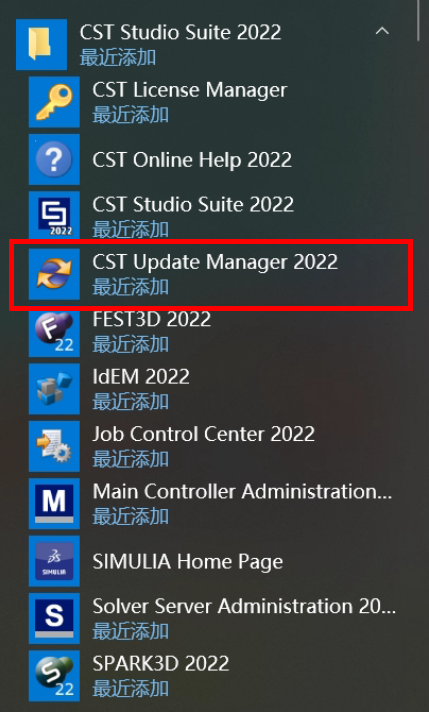 CST Studio Suite 2022
最近添加
CST License Manager
最近添加
?
CST Online Help 2022
CST Studio Suite 2022
2022
最近添加
CST Update Manager 2022
最近添加
FEST3D 2022
F
22
最近添加
IdEM 2022
最近添加
Job Control Center 2022
最近添加
Main Controller Administration...
M
最近添加
SIMULIA Home Page
SIMULIA
Solver Server Administration 20...
S
最近添加
SPARK3D 2022
S
22
最近添加